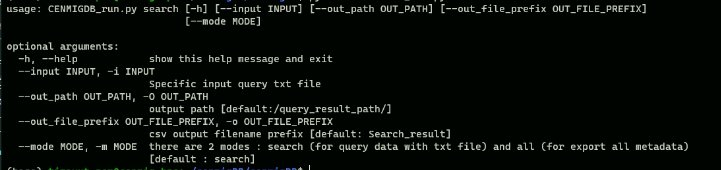 usage: CENMIGDB_run.py search [-h] [--input INPUT] [--out_path OUT_PATH] [--out_file_prefix OUT_FILE_PREFIX]
[--mode MODE]
optional arguments:
-h, --help show this help message and exit
--input INPUT, -i INPUT
Specific input query txt file
--out_path OUT_PATH, -O OUT_PATH
output path [default:/query_result_path/]
--out_file_prefix OUT_FILE_PREFIX, -o OUT_FILE_PREFIX
csv output filename prefix [default: Search_result]
--mode MODE, -m MODE there are 2 modes : search (for query data with txt file) and all (for export all metadata)
[default : search]